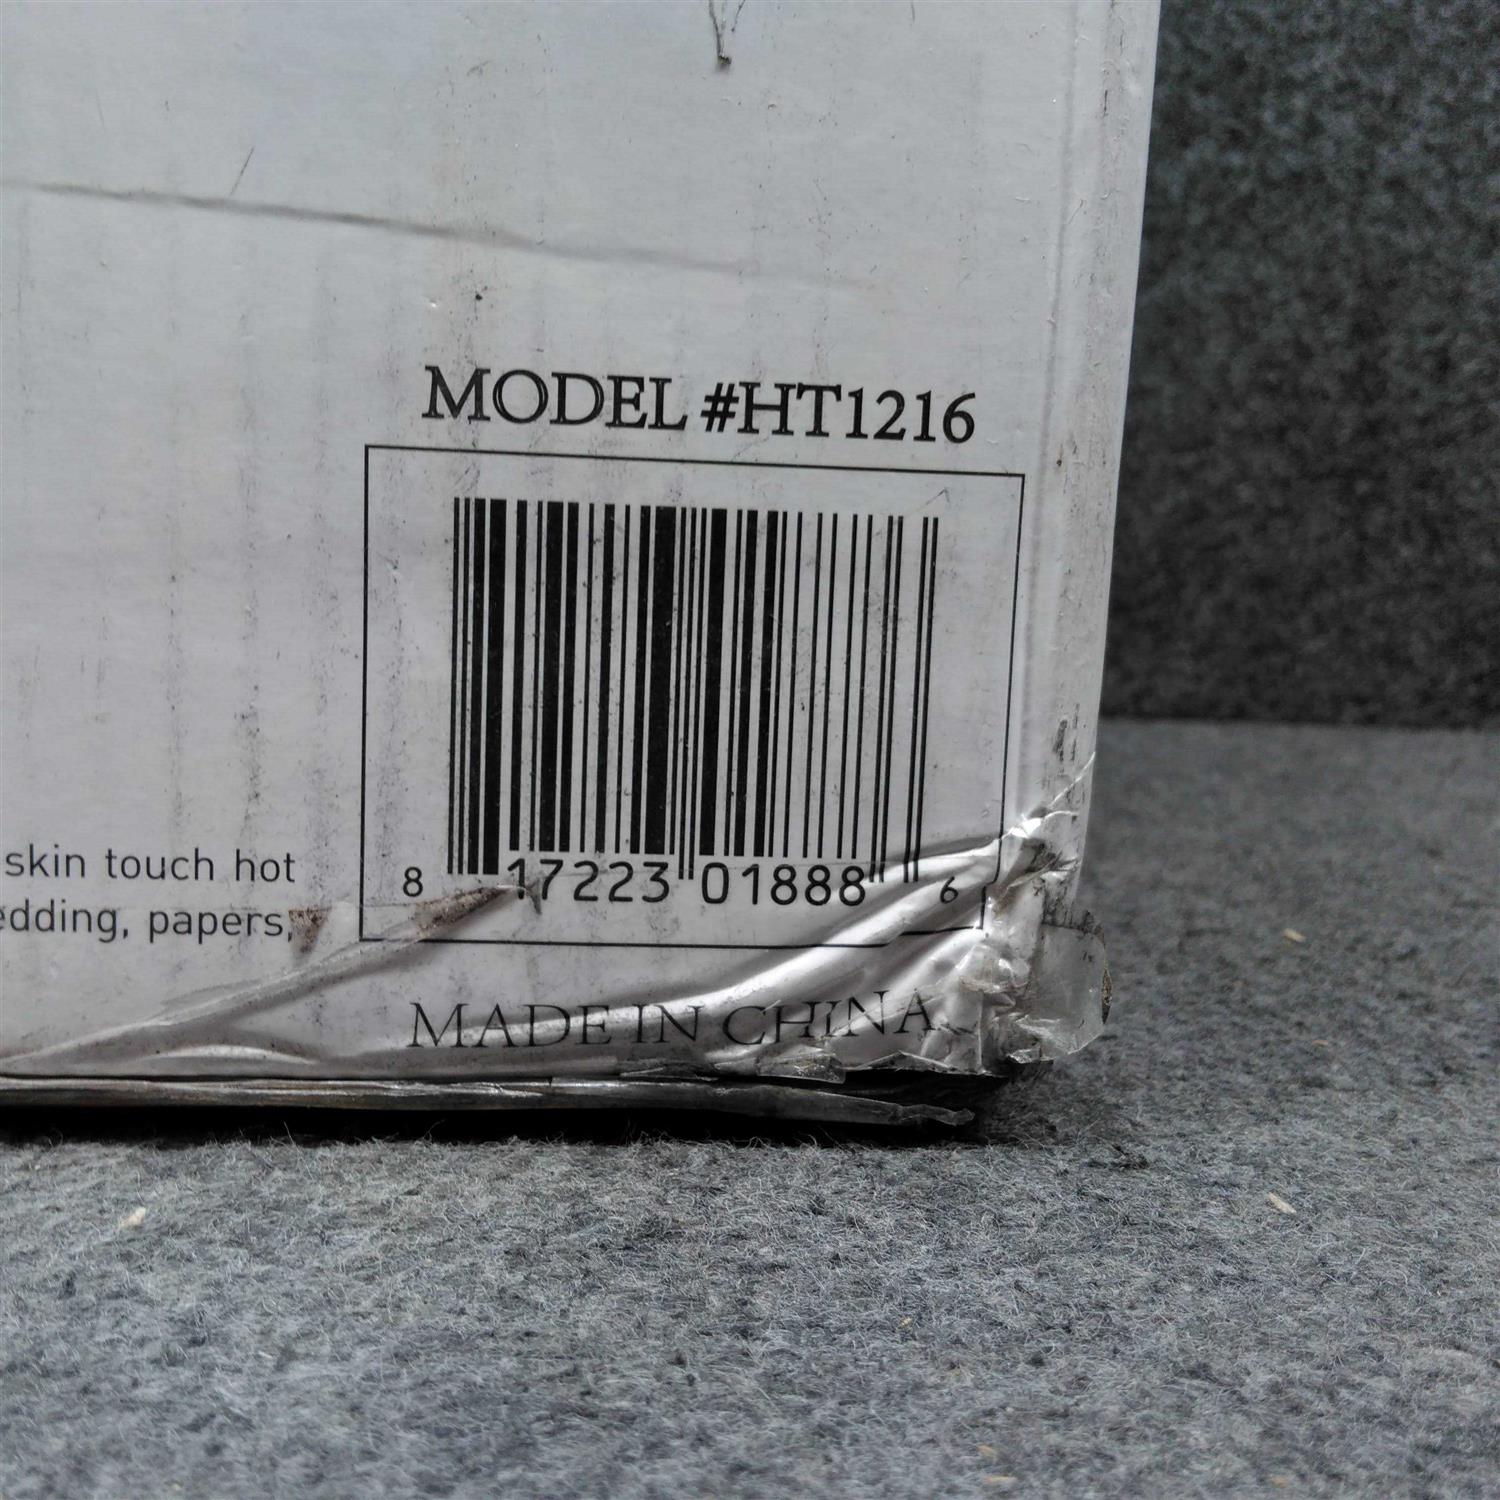 MODEL #HT1216
skin touch hot
edding, papers,
8 17223 01888 6
MADE IN CHINA